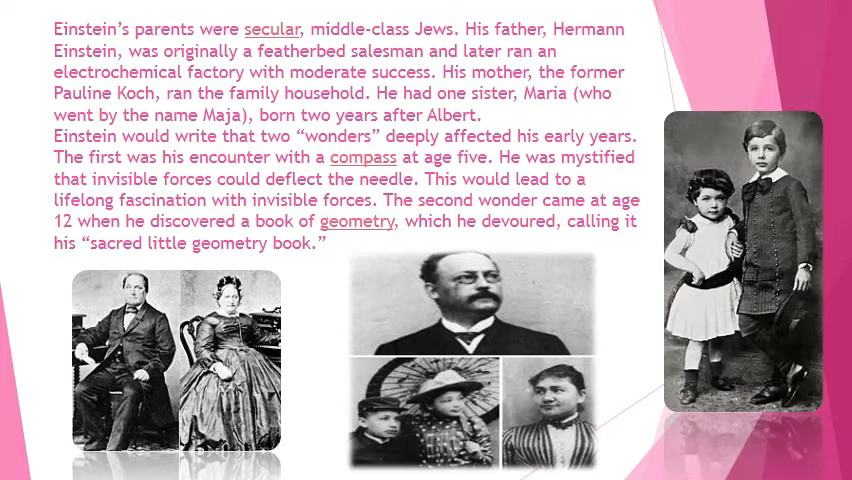 Einstein’s parents were secular, middle-class Jews. His father, Hermann
Einstein, was originally a featherbed salesman and later ran an
electrochemical factory with moderate success. His mother, the former
Pauline Koch, ran the family household. He had one sister, Maria (who
went by the name Maja), born two years after Albert.
Einstein would write that two “wonders” deeply affected his early years.
The first was his encounter with a compass at age five. He was mystified
that invisible forces could deflect the needle. This would lead to a
lifelong fascination with invisible forces. The second wonder came at age
12 when he discovered a book of geometry, which he devoured, calling it
his “sacred little geometry book.”